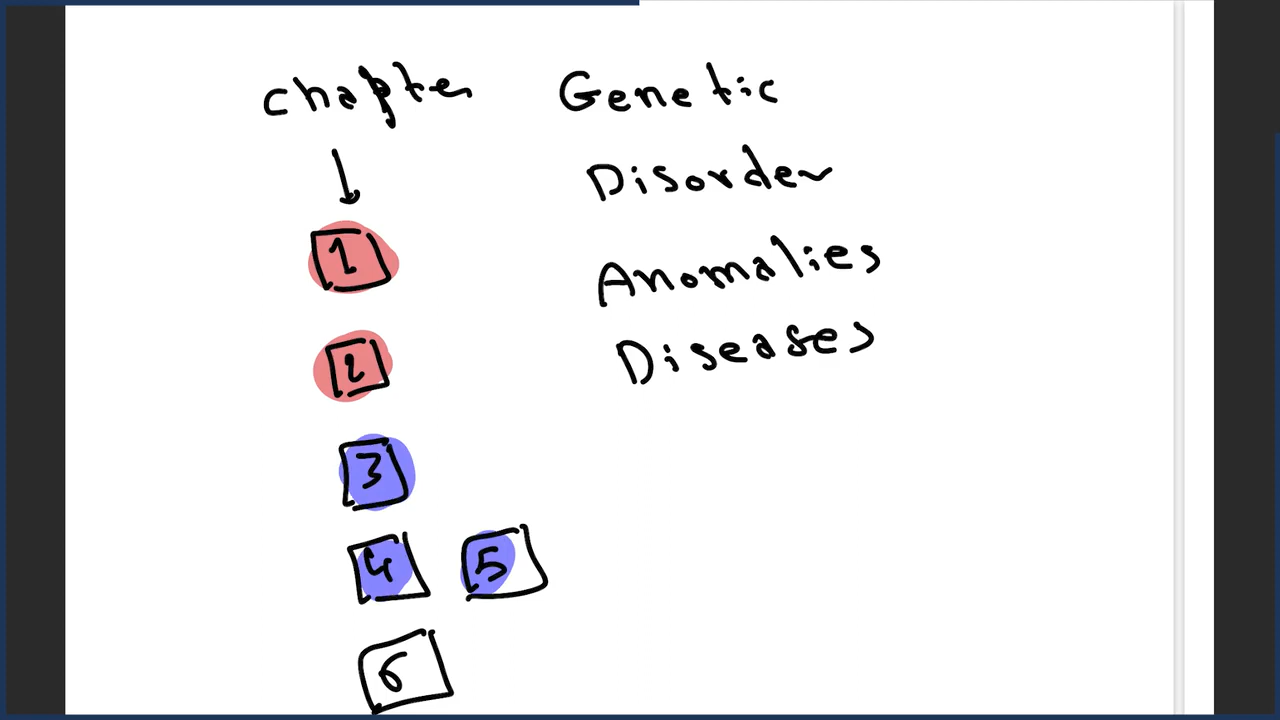 chapter Genetic
↓ Disorder
1 Anomalies
2 Diseases
3
4 5
6